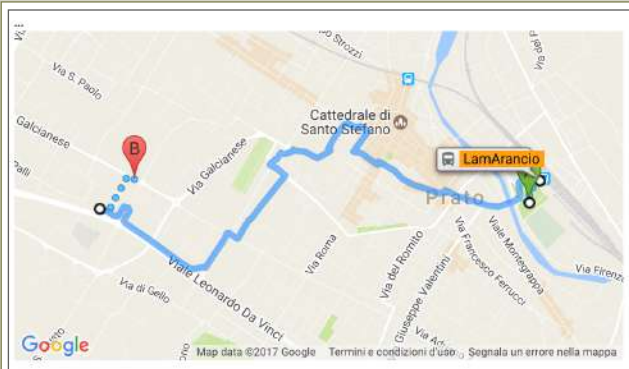 Strozzi
Via S. Paolo
Cattedrale di
Santo Stefano
Galcianese
B
Via Galcianese
LamArancio
Palli
Prato
Via Roma
Via del Romito
Viale Montegrappa
Via Francesco Ferrucci
Via Firenze
Viale Leonardo Da Vinci
Via di Gello
Giuseppe Valentini
Google
Map data ©2017 Google Termini e condizioni d'uso Segnala un errore nella mappa